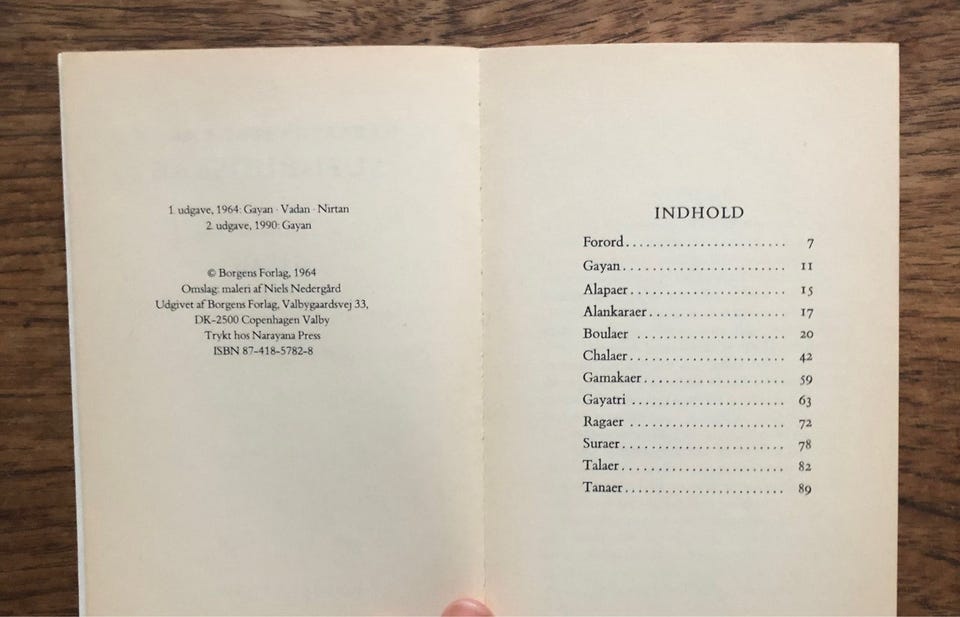 1. udgave, 1964: Gayan · Vadan · Nirtan
2. udgave, 1990: Gayan
© Borgens Forlag, 1964
Omslag: maleri af Niels Nedergård
Udgivet af Borgens Forlag, Valbygaardsvej 33,
DK-2500 Copenhagen Valby
Trykt hos Narayana Press
ISBN 87-418-5782-8
INDHOLD
Forord........................ 7
Gayan......................... 11
Alapaer........................ 15
Alankaraer..................... 17
Boulaer ....................... 20
Chalaer........................ 42
Gamakaer...................... 59
Gayatri ....................... 63
Ragaer ........................ 72
Suraer......................... 78
Talaer......................... 82
Tanaer......................... 89